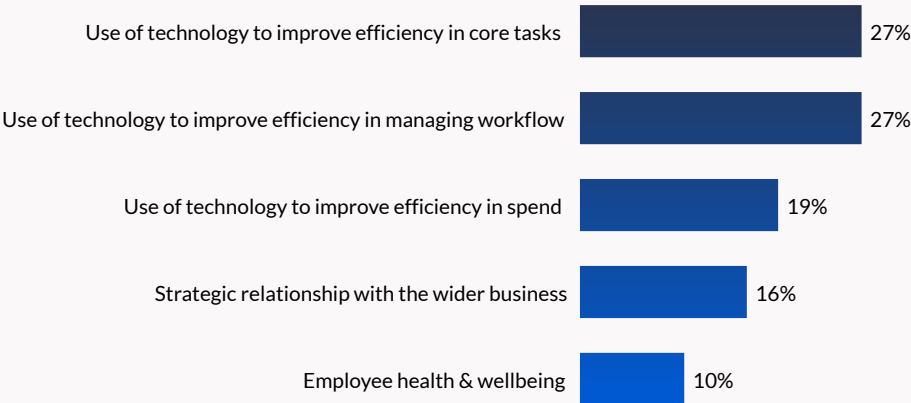 Use of technology to improve efficiency in core tasks 27%
Use of technology to improve efficiency in managing workflow 27%
Use of technology to improve efficiency in spend 19%
Strategic relationship with the wider business 16%
Employee health & wellbeing 10%